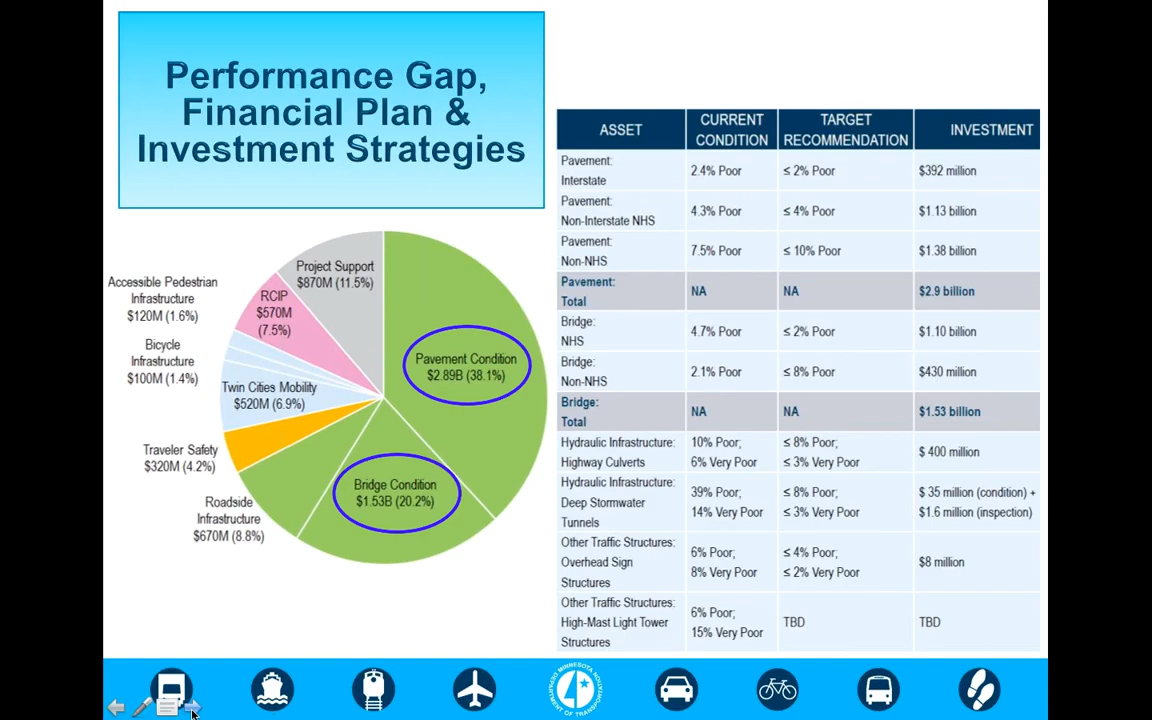 Performance Gap,
Financial Plan &
Investment Strategies
Project Support
$870M (11.5%)
Accessible Pedestrian
Infrastructure
$120M (1.6%)
RCIP
$570M
(7.5%)
Bicycle
Infrastructure
$100M (1.4%)
Pavement Condition
$2.89B (38.1%)
Twin Cities Mobility
$520M (6.9%)
Traveler Safety
$320M (4.2%)
Bridge Condition
$1.53B (20.2%)
Roadside
Infrastructure
$670M (8.8%)
ASSET
CURRENT
CONDITION
TARGET
RECOMMENDATION
INVESTMENT
Pavement:
Interstate
2.4% Poor
≤ 2% Poor
$392 million
Pavement:
Non-Interstate NHS
4.3% Poor
≤ 4% Poor
$1.13 billion
Pavement:
Non-NHS
7.5% Poor
≤ 10% Poor
$1.38 billion
Pavement:
Total
NA
NA
$2.9 billion
Bridge:
NHS
4.7% Poor
≤ 2% Poor
$1.10 billion
Bridge:
Non-NHS
2.1% Poor
≤ 8% Poor
$430 million
Bridge:
Total
NA
NA
$1.53 billion
Hydraulic Infrastructure:
Highway Culverts
10% Poor;
6% Very Poor
≤ 8% Poor;
≤ 3% Very Poor
$ 400 million
Hydraulic Infrastructure:
Deep Stormwater
Tunnels
39% Poor;
14% Very Poor
≤ 8% Poor;
≤ 3% Very Poor
$ 35 million (condition) +
$1.6 million (inspection)
Other Traffic Structures:
Overhead Sign
Structures
6% Poor;
8% Very Poor
≤ 4% Poor;
≤ 2% Very Poor
$8 million
Other Traffic Structures:
High-Mast Light Tower
Structures
6% Poor;
15% Very Poor
TBD
TBD
MINNESOTA
DEPARTMENT OF TRANSPORTATION